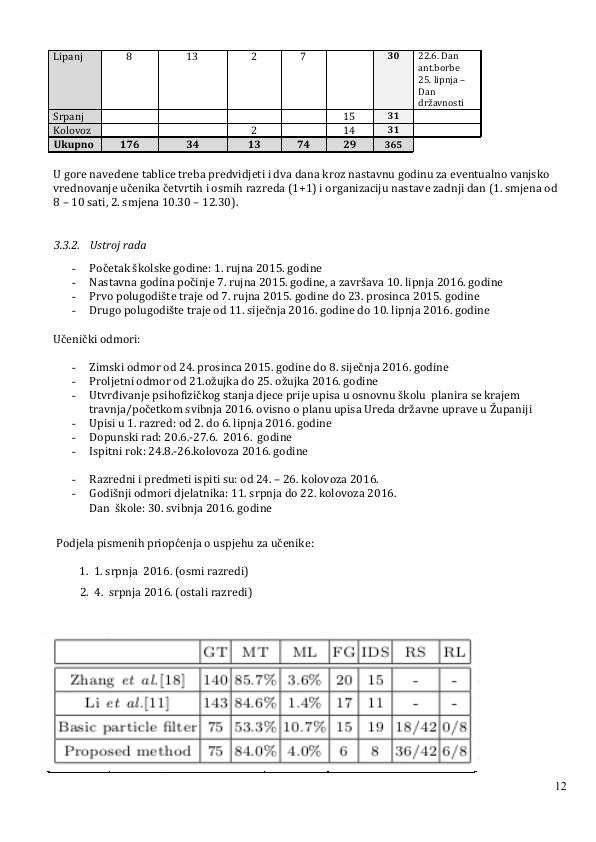 Lipanj 8 13 2 7 30 22.6. Dan
ant.borbe
25. lipnja –
Dan
državnosti
Srpanj 15 31
Kolovoz 2 14 31
Ukupno 176 34 13 74 29 365
U gore navedene tablice treba predvidjeti i dva dana kroz nastavnu godinu za eventualno vanjsko
vrednovanje učenika četvrtih i osmih razreda (1+1) i organizaciju nastave zadnji dan (1. smjena od
8 – 10 sati, 2. smjena 10.30 – 12.30).
3.3.2. Ustroj rada
- Početak školske godine: 1. rujna 2015. godine
- Nastavna godina počinje 7. rujna 2015. godine, a završava 10. lipnja 2016. godine
- Prvo polugodište traje od 7. rujna 2015. godine do 23. prosinca 2015. godine
- Drugo polugodište traje od 11. siječnja 2016. godine do 10. lipnja 2016. godine
Učenički odmori:
- Zimski odmor od 24. prosinca 2015. godine do 8. siječnja 2016. godine
- Proljetni odmor od 21.ožujka do 25. ožujka 2016. godine
- Utvrđivanje psihofizičkog stanja djece prije upisa u osnovnu školu planira se krajem
travnja/početkom svibnja 2016. ovisno o planu upisa Ureda državne uprave u Županiji
- Upisi u 1. razred: od 2. do 6. lipnja 2016. godine
- Dopunski rad: 20.6.-27.6. 2016. godine
- Ispitni rok: 24.8.-26.kolovoza 2016. godine
- Razredni i predmeti ispiti su: od 24. – 26. kolovoza 2016.
- Godišnji odmori djelatnika: 11. srpnja do 22. kolovoza 2016.
Dan škole: 30. svibnja 2016. godine
Podjela pismenih priopćenja o uspjehu za učenike:
1. 1. srpnja 2016. (osmi razredi)
2. 4. srpnja 2016. (ostali razredi)
GT MT ML FG IDS RS RL
Zhang et al.[18] 140 85.7% 3.6% 20 15 - -
Li et al.[11] 143 84.6% 1.4% 17 11 - -
Basic particle filter 75 53.3% 10.7% 15 19 18/42 0/8
Proposed method 75 84.0% 4.0% 6 8 36/42 6/8
12